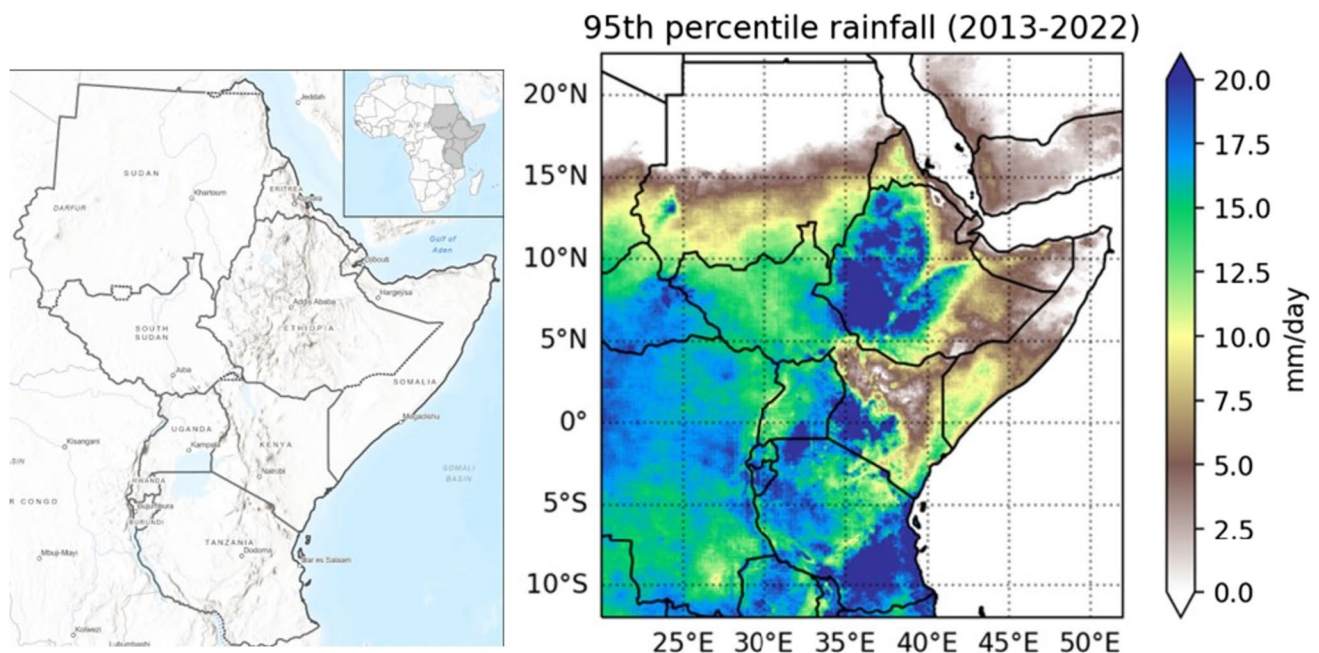 95th percentile rainfall (2013-2022)
Jeddah
SUDAN
Khartoum
DARFUR
ERITREA
Gulf of
Aden
Djibouti
Hargeysa
Addis Ababa
ETHIOPIA
SOUTH
SUDAN
Juba
SOMALIA
Mogadishu
UGANDA
Kampala
Kisangani
KENYA
Nairobi
SOMALI
BASIN
SIN
RWANDA
R CONGO
Bujumbura
BURUNDI
TANZANIA
Dodoma
Dar es Salaam
Mbuji-Mayi
Kolwezi
Lubumbashi
20°N
15°N
10°N
5°N
0°
5°S
10°S
25°E
30°E
35°E
40°E
45°E
50°E
20.0
17.5
15.0
12.5
10.0
7.5
5.0
2.5
0.0
mm/day